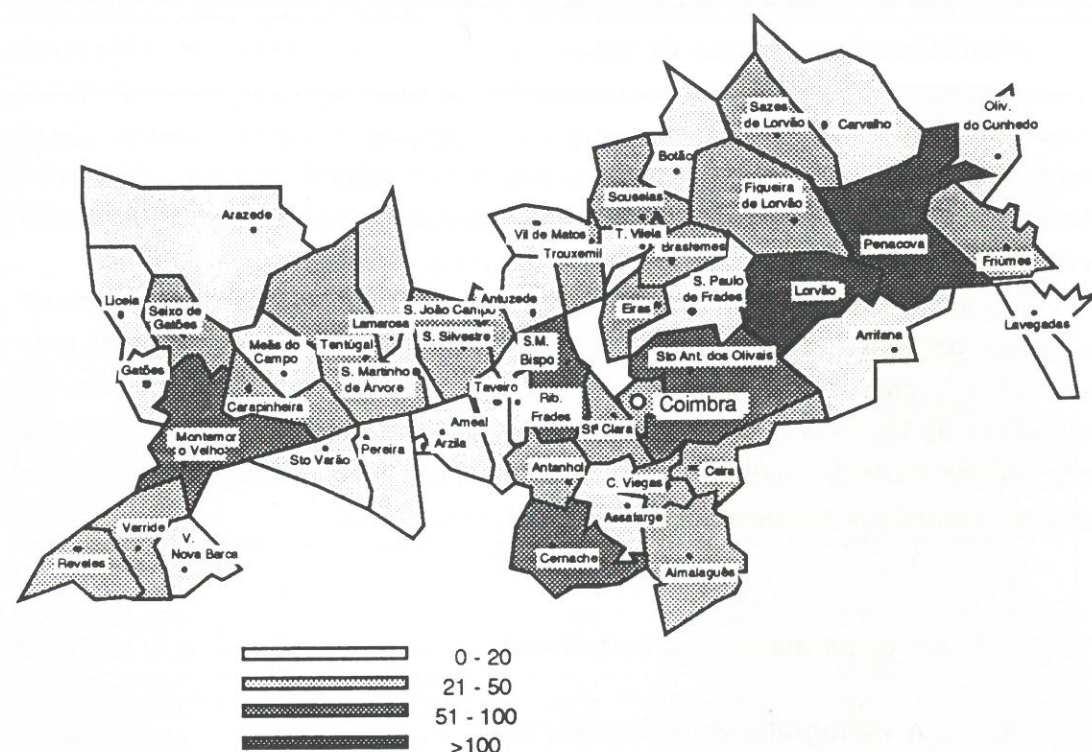 Oliv.
do Cunhedo
Sazes
de Lorvão
Carvalho
Botão
Arazede
Souselas
Figueira
de Lorvão
Vil de Matos
T. Vilela
Brasfemes
Trouxemil
Penacova
Friúmes
Liceia
Seixo de
Gatões
S. João Campo
Antuzede
Eiras
S. Paulo
de Frades
Lorvão
Lavegadas
Lamarosa
S. Silvestre
Meãs do
Campo
Tentúgal
S.M.
Bispo
Sto Ant. dos Olivais
Arrifana
Gatões
S. Martinho
de Árvore
Taveiro
Carapinheira
Rib.
Frades
Coimbra
Ameal
Stª Clara
Montemor
o Velho
Pereira
Arzila
Sto Varão
Antanhol
C. Viegas
Ceira
Assafarge
Verride
V.
Nova Barca
Reveles
Cernache
Almalaguês
0 - 20
21 - 50
51 - 100
>100